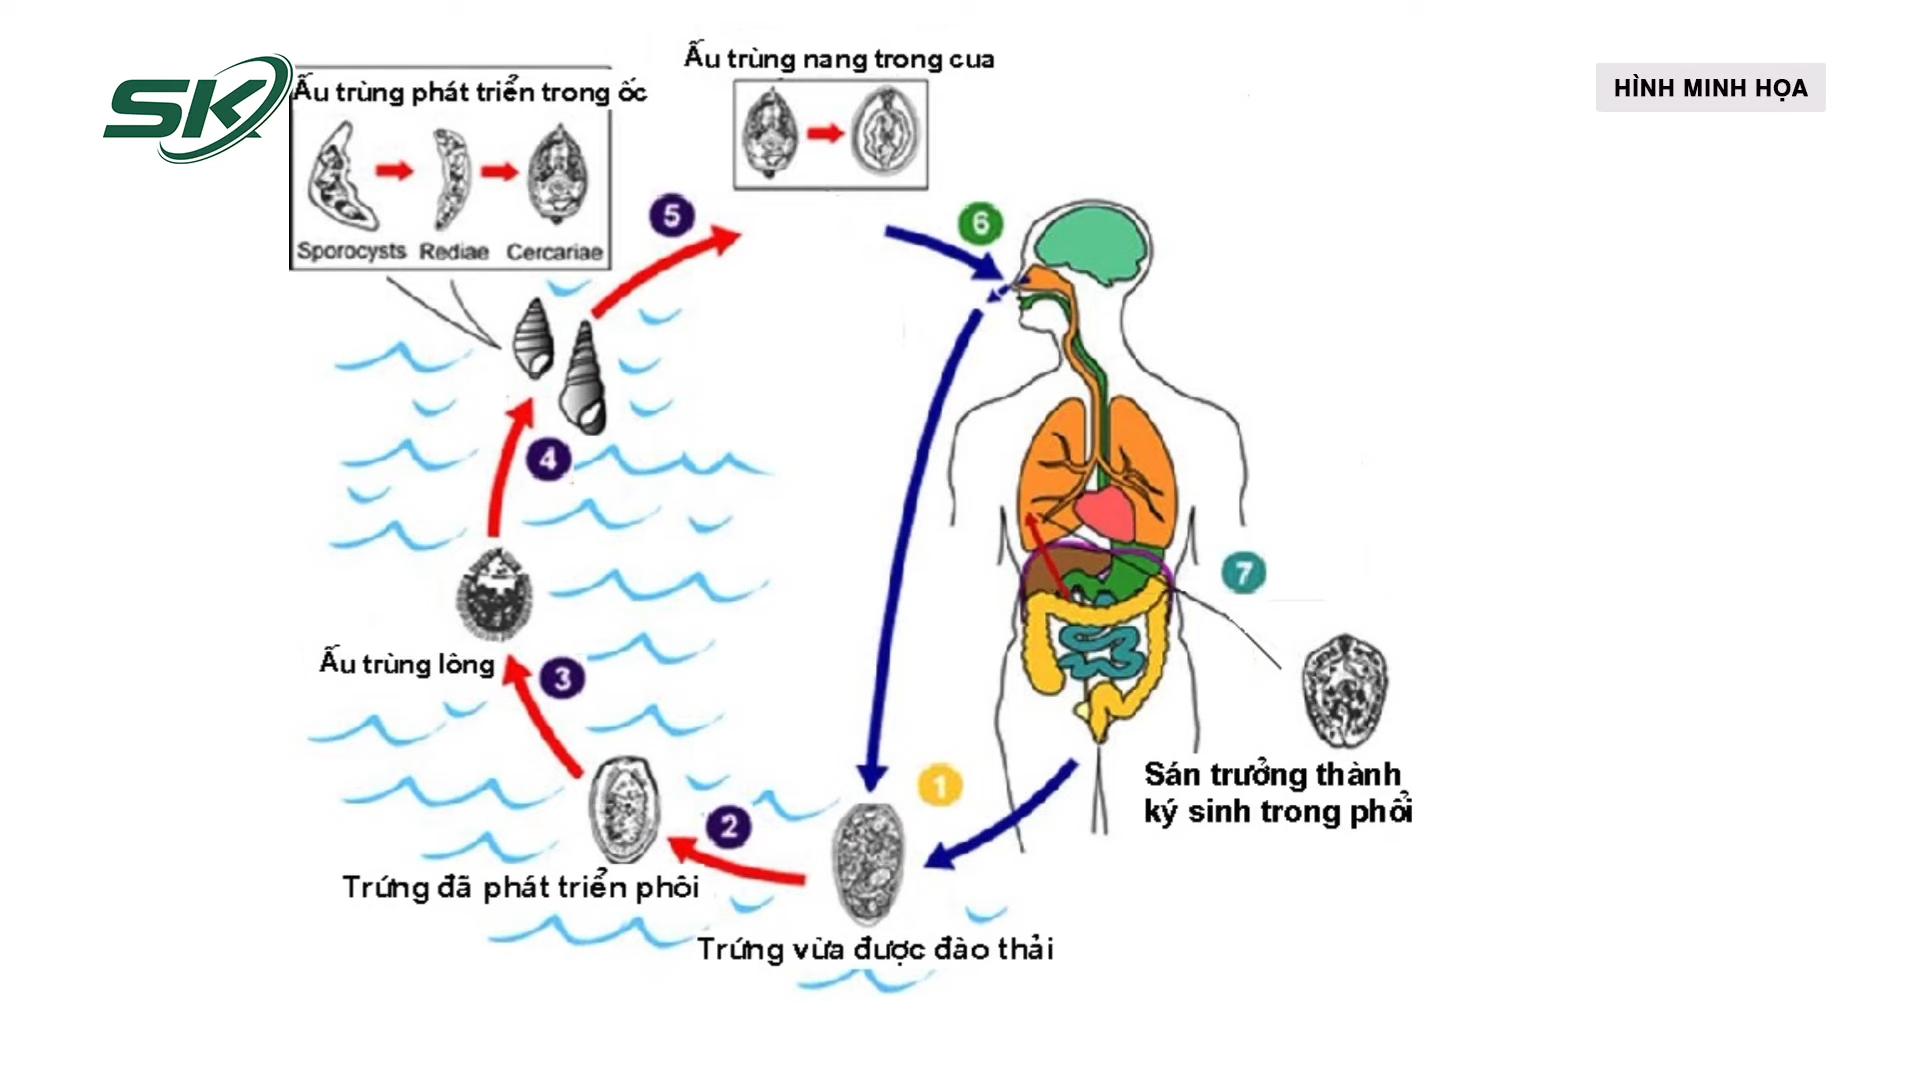 SK
HÌNH MINH HỌA
Ấu trùng nang trong cua
Ấu trùng phát triển trong ốc
Sporocysts Rediae Cercariae
5
6
4
7
Ấu trùng lông
3
Sán trưởng thành
ký sinh trong phổi
1
2
Trứng đã phát triển phôi
Trứng vừa được đào thải